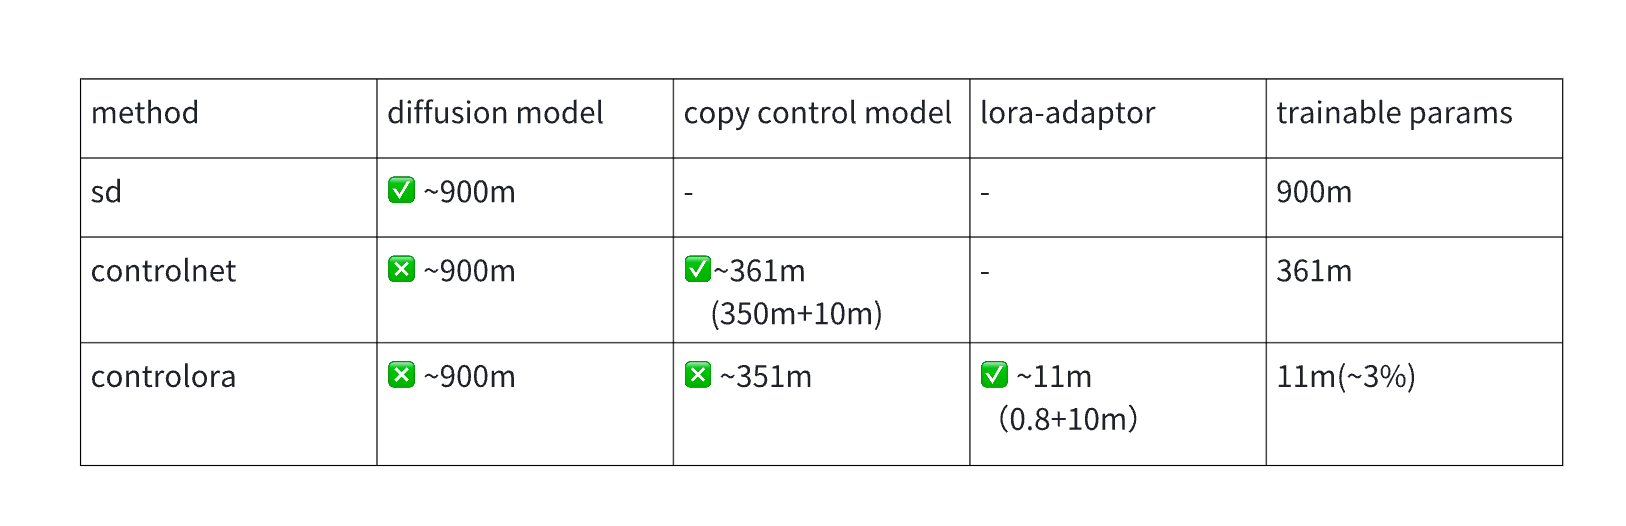 method diffusion model copy control model lora-adaptor trainable params
sd ✅ ~900m - - 900m
controlnet ❎ ~900m ✅~361m - 361m
(350m+10m)
controlora ❎ ~900m ❎ ~351m ✅ ~11m 11m(~3%)
（0.8+10m）